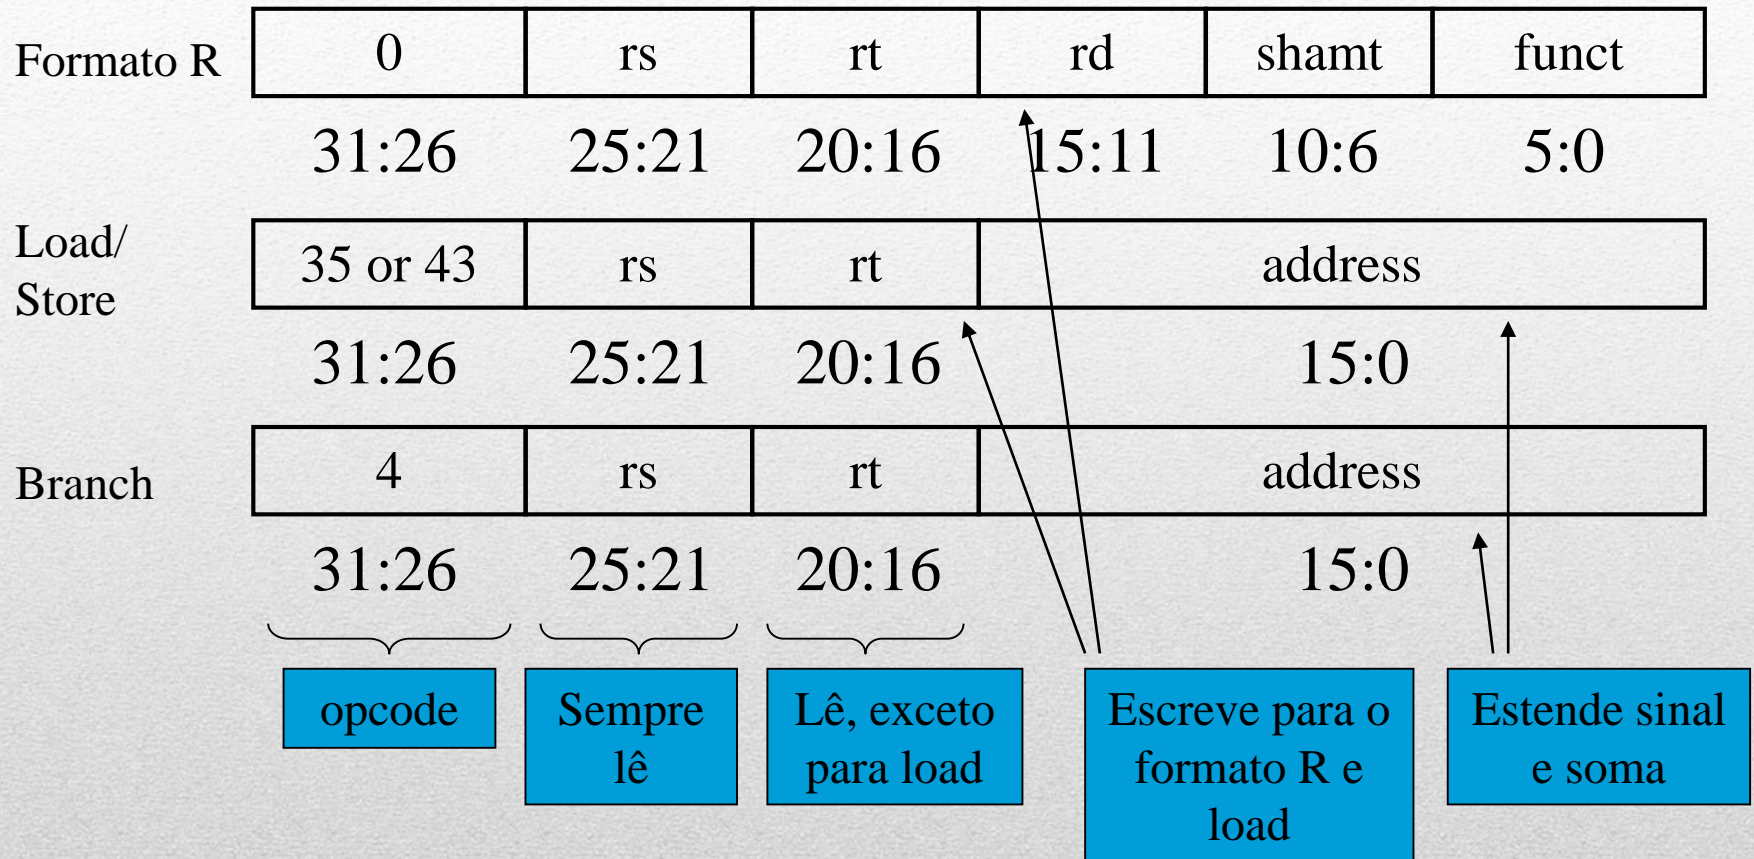 Formato R 0 rs rt rd shamt funct
31:26 25:21 20:16 15:11 10:6 5:0
Load/
Store
35 or 43 rs rt address
31:26 25:21 20:16 15:0
Branch 4 rs rt address
31:26 25:21 20:16 15:0
opcode
Sempre
lê
Lê, exceto
para load
Escreve para o
formato R e
load
Estende sinal
e soma